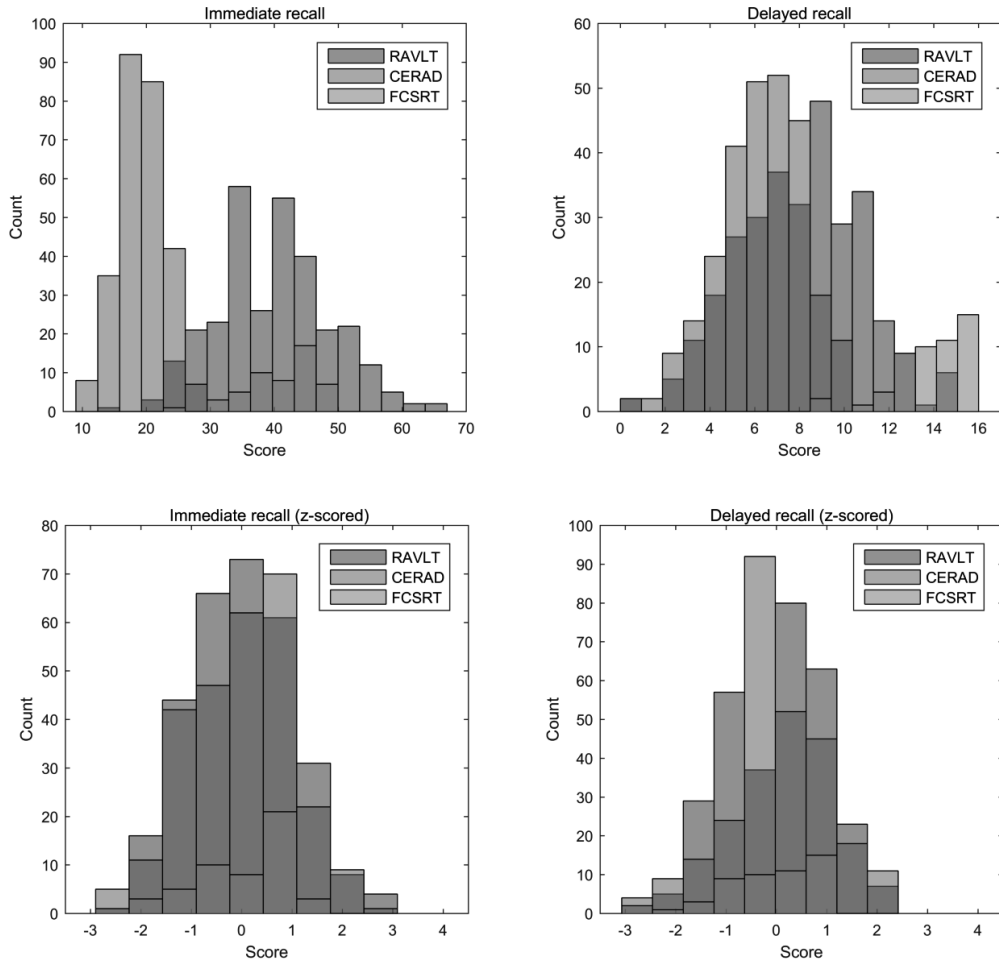 Immediate recall
100
90
80
70
60
50
40
30
20
10
0
Count
RAVLT
CERAD
FCSRT
10 20 30 40 50 60 70
Score
Delayed recall
60
50
40
30
20
10
0
Count
RAVLT
CERAD
FCSRT
0 2 4 6 8 10 12 14 16
Score
Immediate recall (z-scored)
80
70
60
50
40
30
20
10
0
Count
RAVLT
CERAD
FCSRT
-3 -2 -1 0 1 2 3 4
Score
Delayed recall (z-scored)
100
90
80
70
60
50
40
30
20
10
0
Count
RAVLT
CERAD
FCSRT
-3 -2 -1 0 1 2 3 4
Score